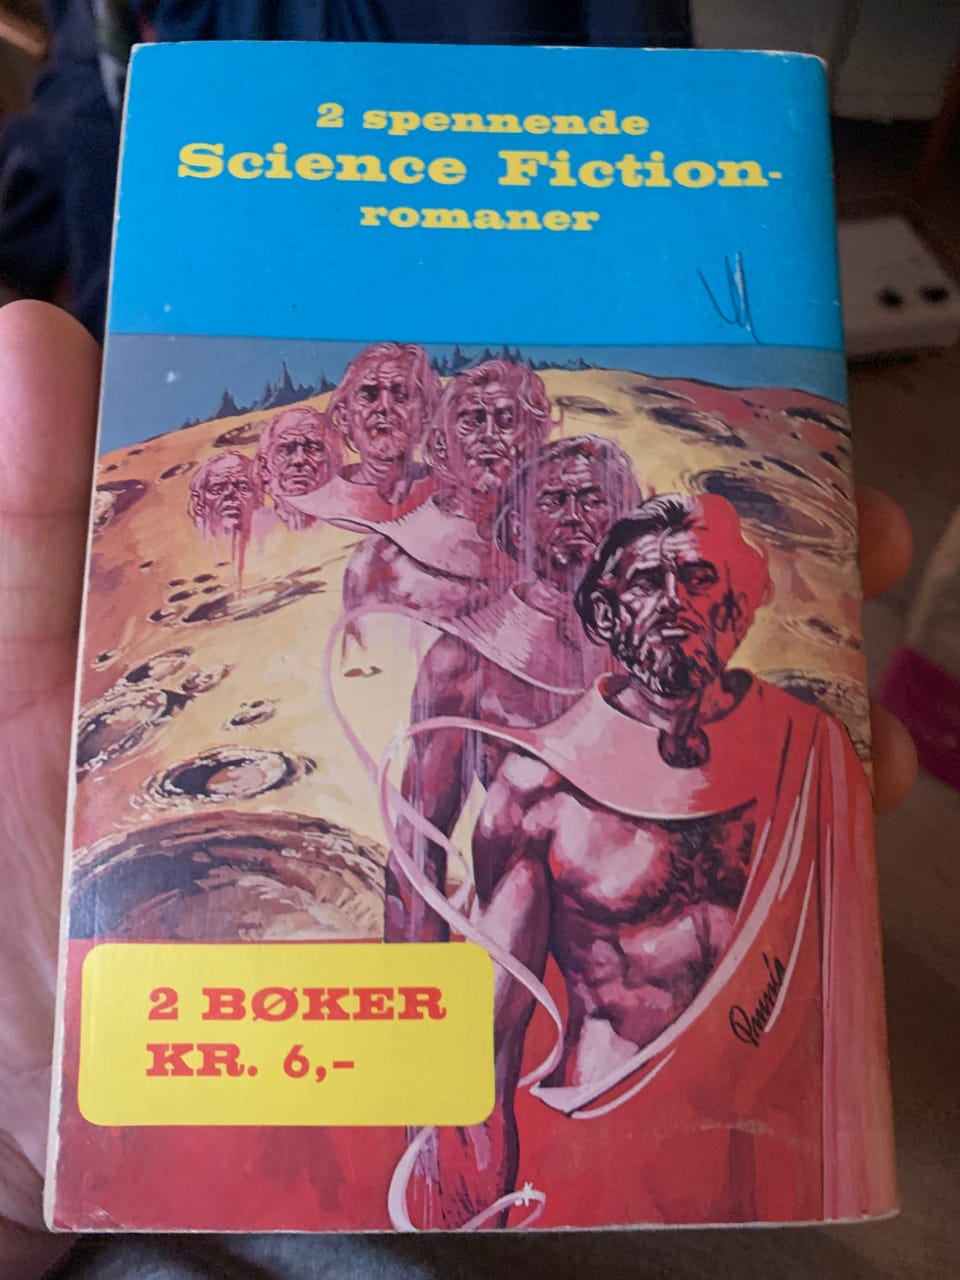 2 spennende
Science Fiction-
romaner
2 BØKER
KR. 6,-